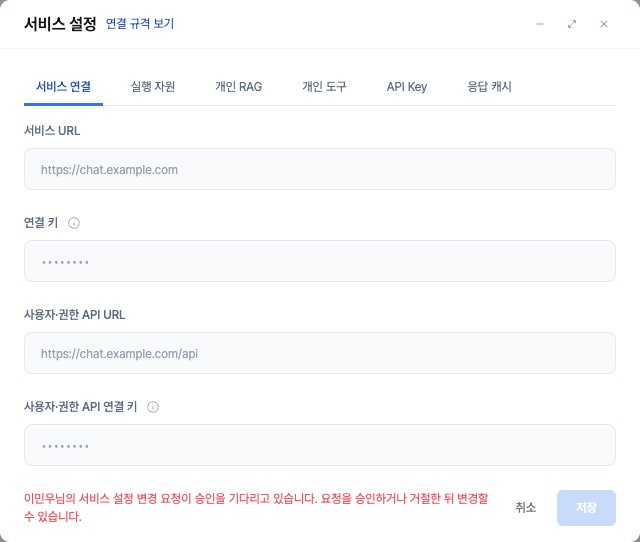 서비스 설정 연결 규격 보기
서비스 연결 실행 자원 개인 RAG 개인 도구 API Key 응답 캐시
서비스 URL
https://chat.example.com
연결 키
••••••••
사용자·권한 API URL
https://chat.example.com/api
사용자·권한 API 연결 키
••••••••
이민우님의 서비스 설정 변경 요청이 승인을 기다리고 있습니다. 요청을 승인하거나 거절한 뒤 변경할
수 있습니다.
취소 저장